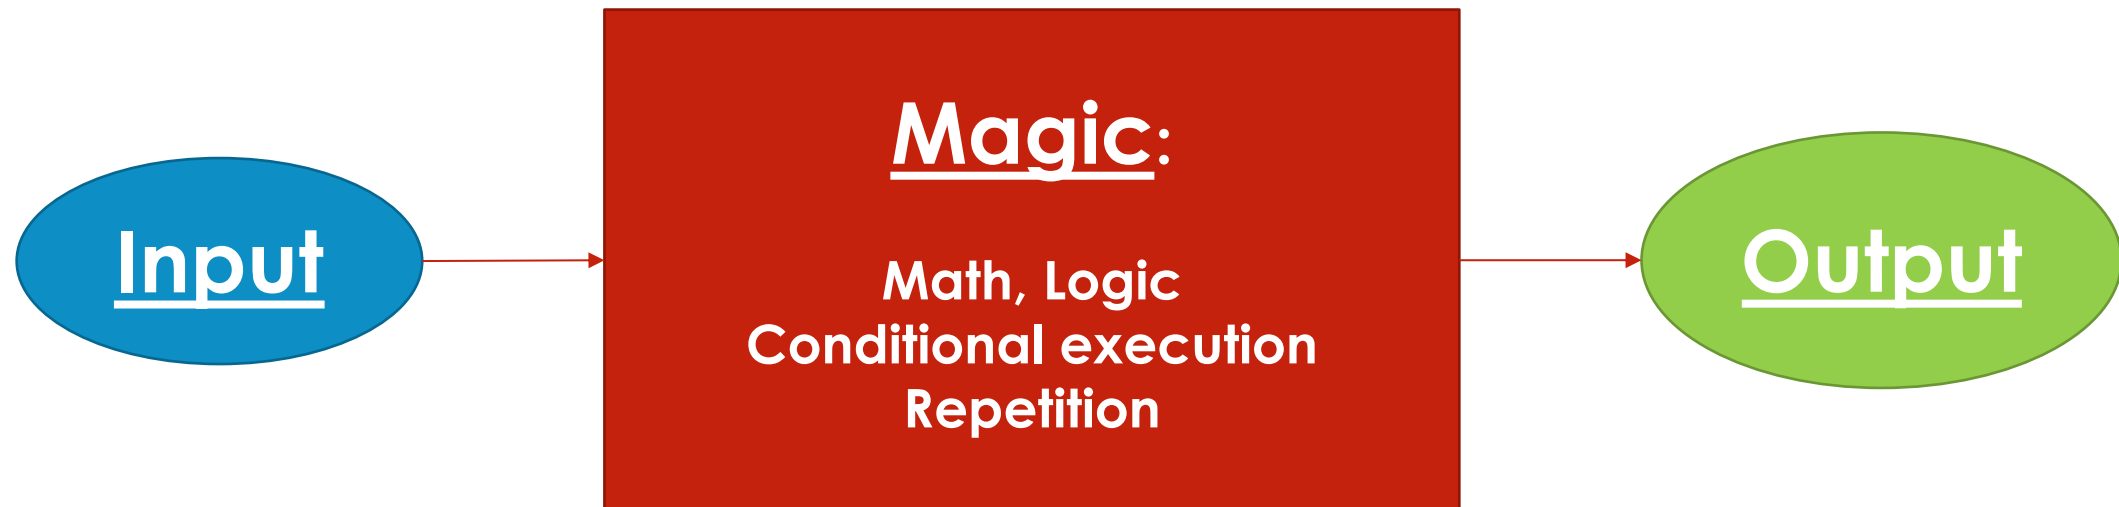 Input
Magic:
Math, Logic
Conditional execution
Repetition
Output